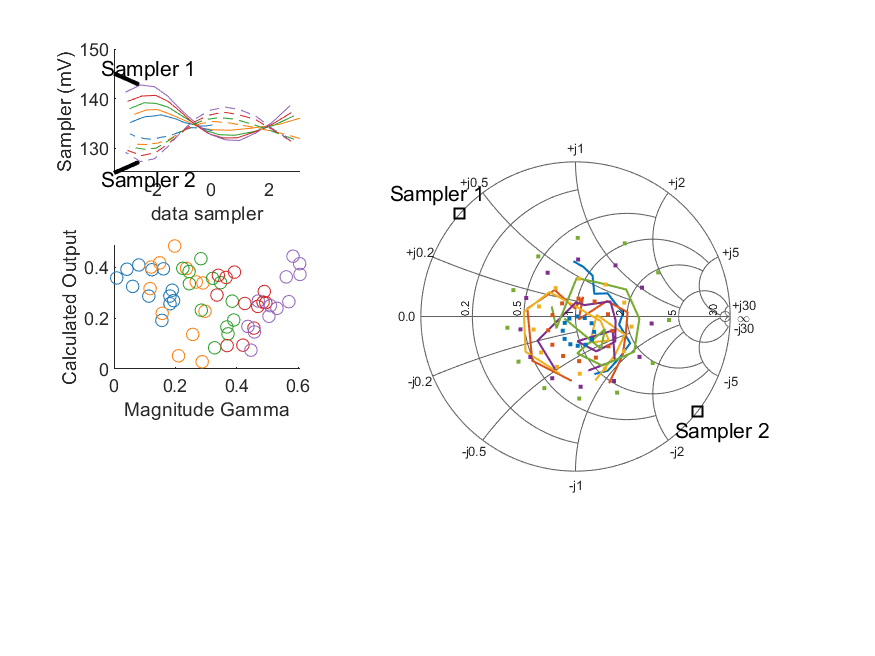 150
140
130
Sampler (mV)
Sampler 1
Sampler 2
-2
0
2
data sampler
0.4
0.2
0
Calculated Output
0
0.2
0.4
0.6
Magnitude Gamma
+j1
+j0.5
+j2
Sampler 1
+j0.2
+j5
0.0
0.2
0.5
1
2
+j30
30
∞
-j30
-j0.2
-j5
Sampler 2
-j0.5
-j2
-j1